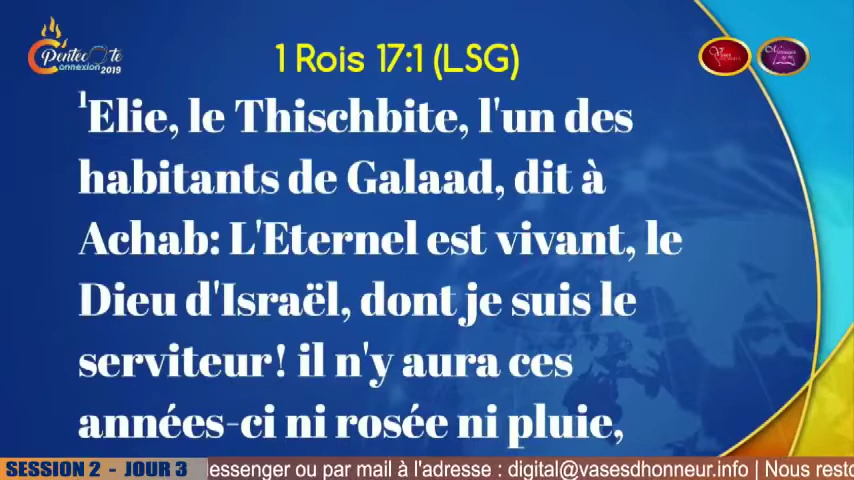 Pentecôte
onnexion 2019
1 Rois 17:1 (LSG)
1Elie, le Thischbite, l'un des
habitants de Galaad, dit à
Achab: L'Eternel est vivant, le
Dieu d'Israël, dont je suis le
serviteur! il n'y aura ces
années-ci ni rosée ni pluie,
SESSION 2 - JOUR 3
essenger ou par mail à l'adresse : digital@vasesdhonneur.info | Nous resto